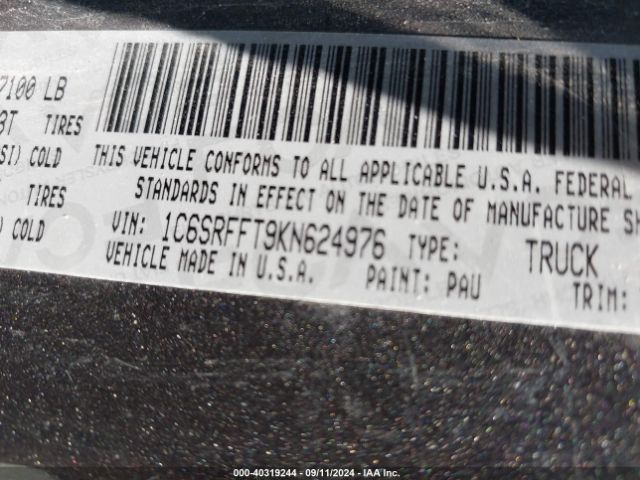 7100 LB
TIRES
SI) COLD
THIS VEHICLE CONFORMS TO ALL APPLICABLE U.S.A. FEDERAL
TIRES
STANDARDS IN EFFECT ON THE DATE OF MANUFACTURE SH
) COLD
VIN: 1C6SRFFT9KN624976 TYPE: TRUCK
VEHICLE MADE IN U.S.A. PAINT: PAU TRIM:
000-40319244 - 09/11/2024 - IAA Inc.